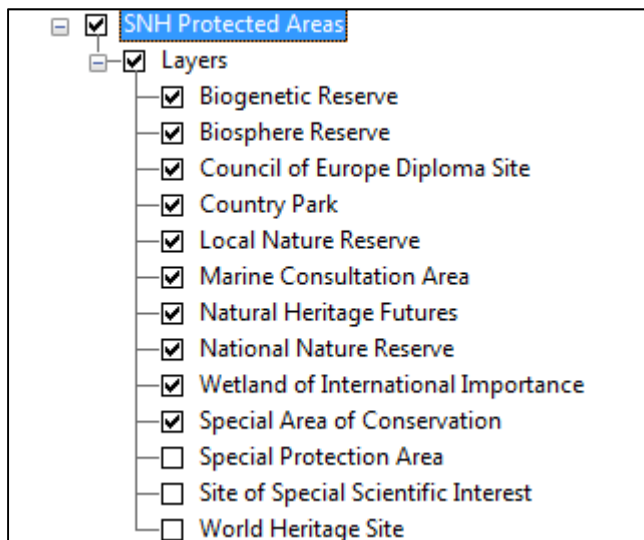 SNH Protected Areas
Layers
Biogenetic Reserve
Biosphere Reserve
Council of Europe Diploma Site
Country Park
Local Nature Reserve
Marine Consultation Area
Natural Heritage Futures
National Nature Reserve
Wetland of International Importance
Special Area of Conservation
Special Protection Area
Site of Special Scientific Interest
World Heritage Site